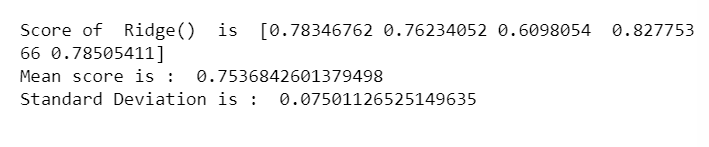 Score of  Ridge()  is  [0.78346762 0.76234052 0.6098054  0.827753
66 0.78505411]
Mean score is :  0.7536842601379498
Standard Deviation is :  0.07501126525149635